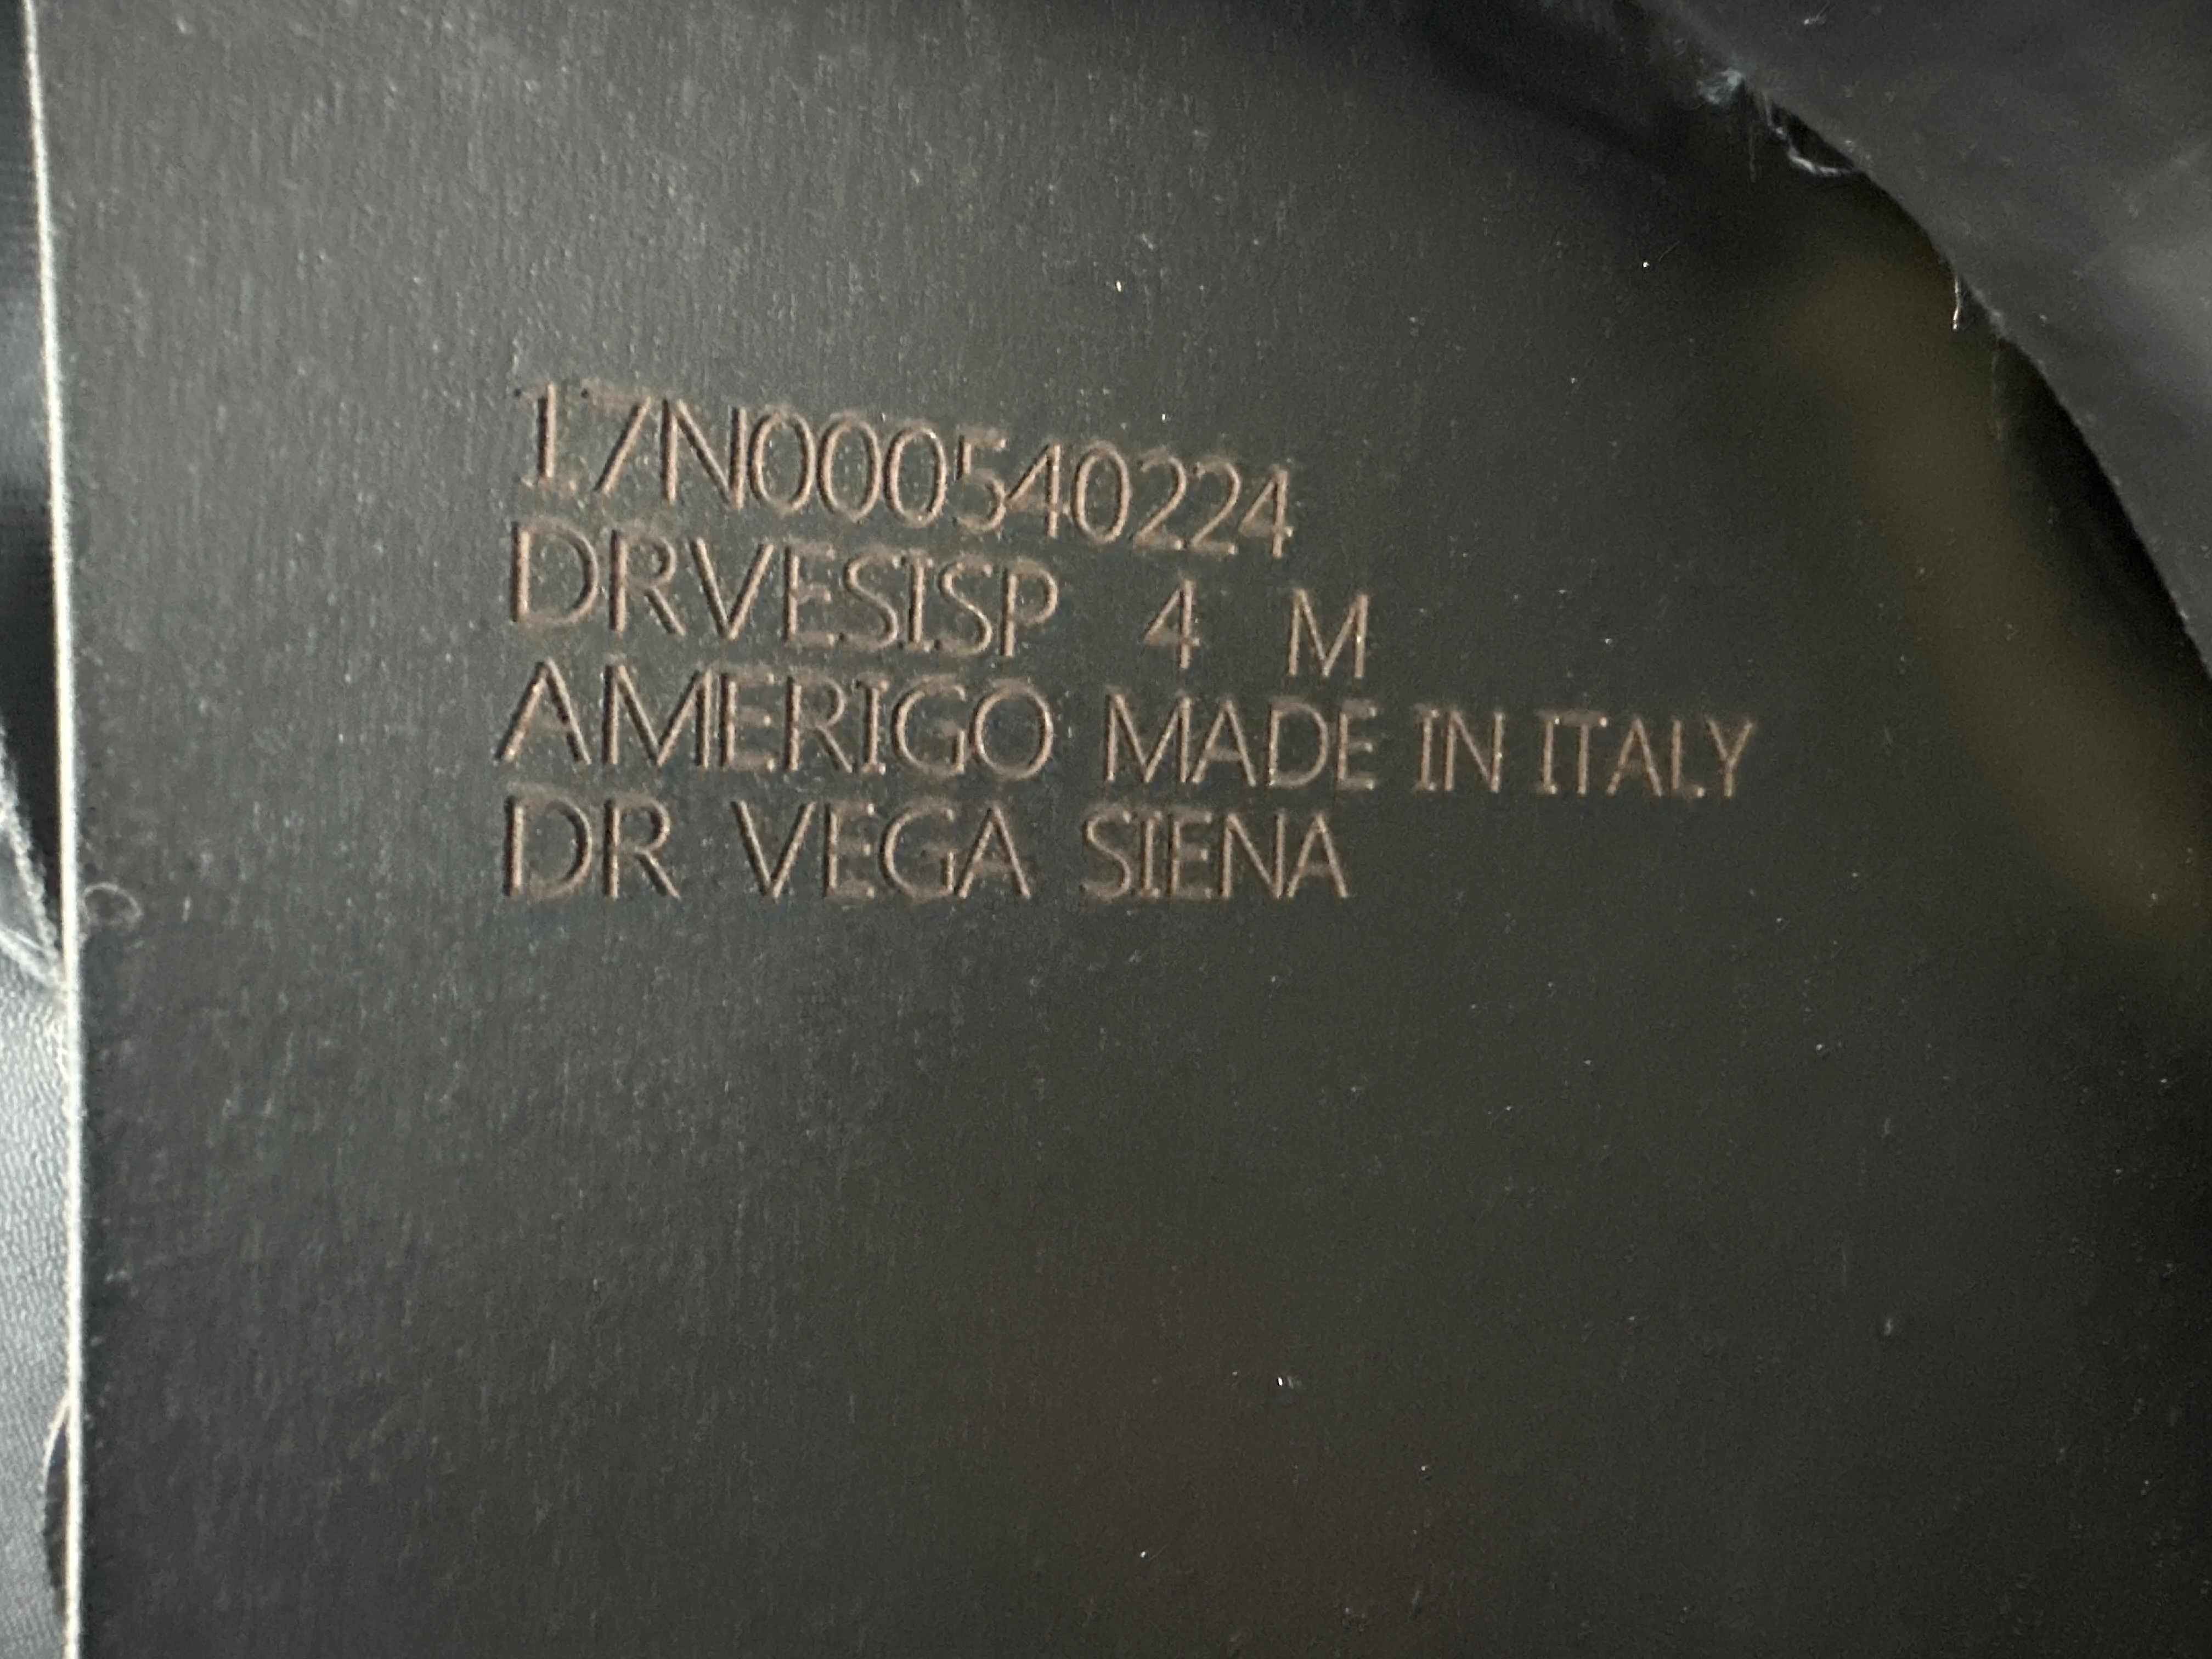 17N000540224
DRVESISP 4 M
AMERIGO MADE IN ITALY
DR VEGA SIENA